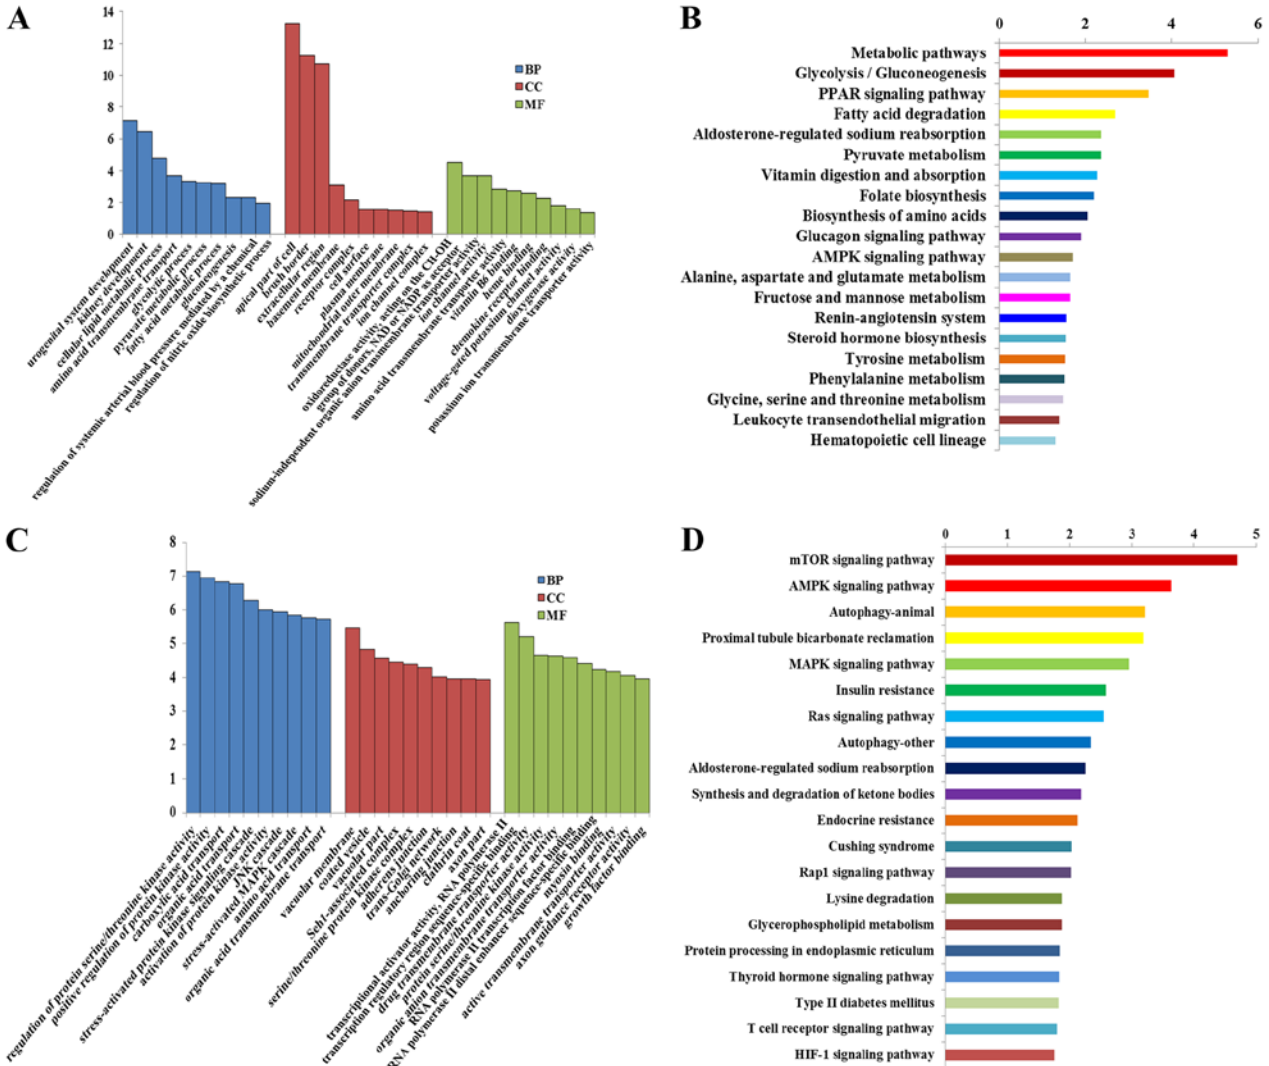 A
14
12
10
8
6
4
2
0
BP
CC
MF
urogenital system development
kidney development
cellular lipid metabolic process
amino acid transmembrane transport
glycolytic process
pyruvate metabolic process
fatty acid metabolic process
gluconeogenesis
regulation of systemic arterial blood pressure mediated by a chemical
regulation of nitric oxide biosynthetic process
apical part of cell
brush border
extracellular region
basement membrane
receptor complex
cell surface
plasma membrane
mitochondrial outer membrane
transmembrane transporter complex
ion channel complex
oxidoreductase activity, acting on the CH-OH
group of donors, NAD or NADP as acceptor
sodium-independent organic anion transmembrane transporter activity
ion channel activity
amino acid transmembrane transporter activity
vitamin B6 binding
heme binding
chemokine receptor binding
voltage-gated potassium channel activity
dioxygenase activity
potassium ion transmembrane transporter activity
B
0 2 4 6
Metabolic pathways
Glycolysis / Gluconeogenesis
PPAR signaling pathway
Fatty acid degradation
Aldosterone-regulated sodium reabsorption
Pyruvate metabolism
Vitamin digestion and absorption
Folate biosynthesis
Biosynthesis of amino acids
Glucagon signaling pathway
AMPK signaling pathway
Alanine, aspartate and glutamate metabolism
Fructose and mannose metabolism
Renin-angiotensin system
Steroid hormone biosynthesis
Tyrosine metabolism
Phenylalanine metabolism
Glycine, serine and threonine metabolism
Leukocyte transendothelial migration
Hematopoietic cell lineage
C
8
7
6
5
4
3
2
1
0
BP
CC
MF
regulation of protein serine/threonine kinase activity
positive regulation of protein kinase activity
carboxylic acid transport
organic acid transport
stress-activated protein kinase signaling cascade
activation of protein kinase activity
JNK cascade
stress-activated MAPK cascade
amino acid transport
organic acid transmembrane transport
vacuolar membrane
coated vesicle
vacuolar part
Seh1-associated complex
serine/threonine protein kinase complex
adherens junction
trans-Golgi network
anchoring junction
clathrin coat
axon part
transcriptional activator activity, RNA polymerase II
transcription regulatory region sequence-specific binding
drug transmembrane transporter activity
protein serine/threonine kinase activity
organic anion transmembrane transporter activity
RNA polymerase II transcription factor binding
RNA polymerase II distal enhancer sequence-specific binding
myosin binding
active transmembrane transporter activity
axon guidance receptor activity
growth factor binding
D
0 1 2 3 4 5
mTOR signaling pathway
AMPK signaling pathway
Autophagy-animal
Proximal tubule bicarbonate reclamation
MAPK signaling pathway
Insulin resistance
Ras signaling pathway
Autophagy-other
Aldosterone-regulated sodium reabsorption
Synthesis and degradation of ketone bodies
Endocrine resistance
Cushing syndrome
Rap1 signaling pathway
Lysine degradation
Glycerophospholipid metabolism
Protein processing in endoplasmic reticulum
Thyroid hormone signaling pathway
Type II diabetes mellitus
T cell receptor signaling pathway
HIF-1 signaling pathway